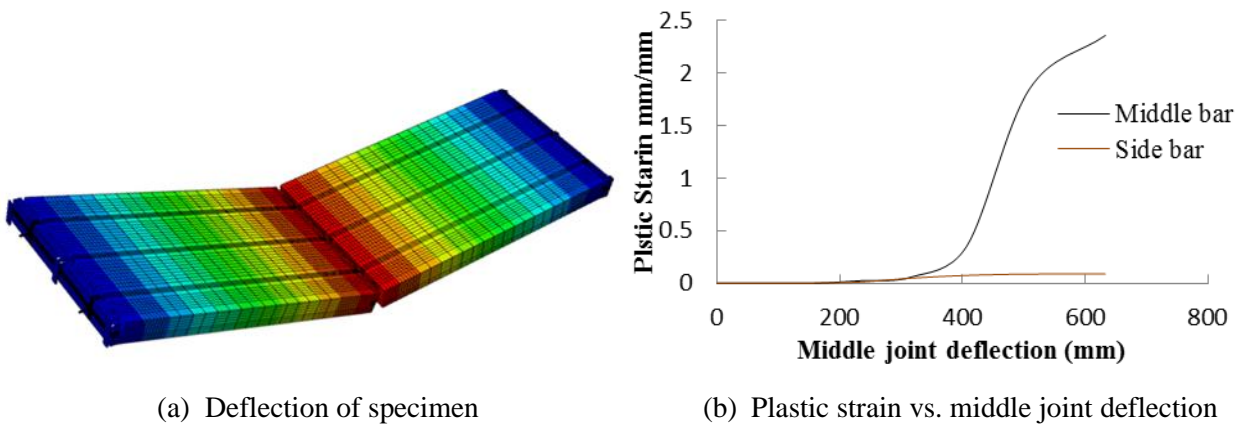 2.5
2
1.5
1
0.5
0
Plstic Starin mm/mm
Middle bar
Side bar
0 200 400 600 800
Middle joint deflection (mm)
(a) Deflection of specimen
(b) Plastic strain vs. middle joint deflection